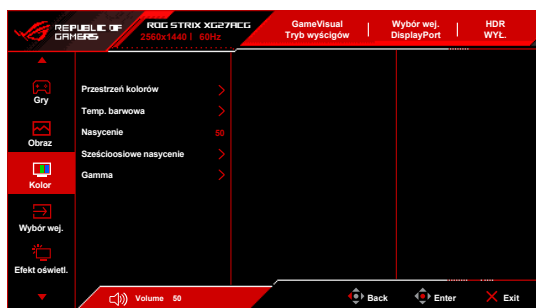 REPUBLIC OF GAMERS
ROG STRIX XG27ACG
2560x1440 | 60Hz
GameVisual
Tryb wyścigów
Wybór wej.
DisplayPort
HDR
WYŁ.
Gry
Obraz
Kolor
Wybór wej.
Efekt oświetl.
Przestrzeń kolorów
Temp. barwowa
Nasycenie 50
Sześcioosiowe nasycenie
Gamma
Volume 50
Back
Enter
Exit